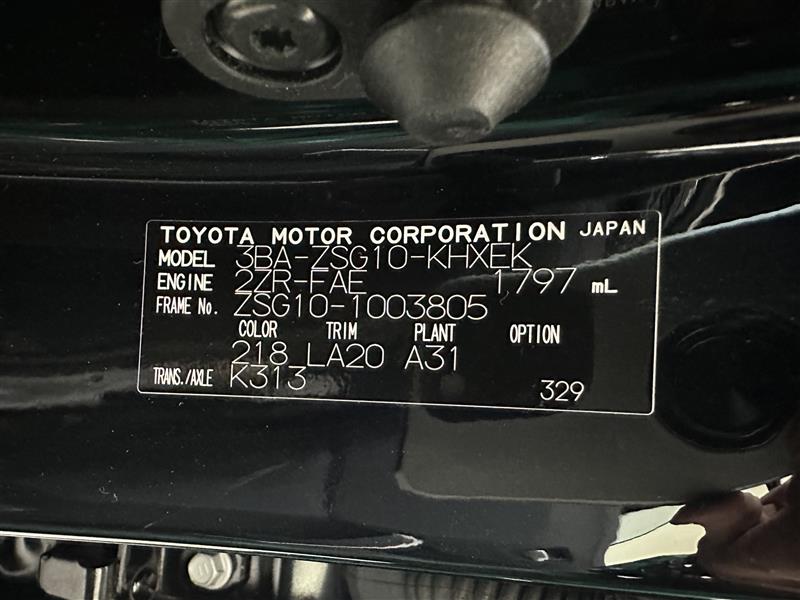 TOYOTA MOTOR CORPORATION JAPAN
MODEL 3BA-ZSG10-KHXEK
ENGINE 2ZR-FAE 1,797 mL
FRAME No. ZSG10-1003805
COLOR TRIM PLANT OPTION
218 LA20 A31
TRANS./AXLE K313
329